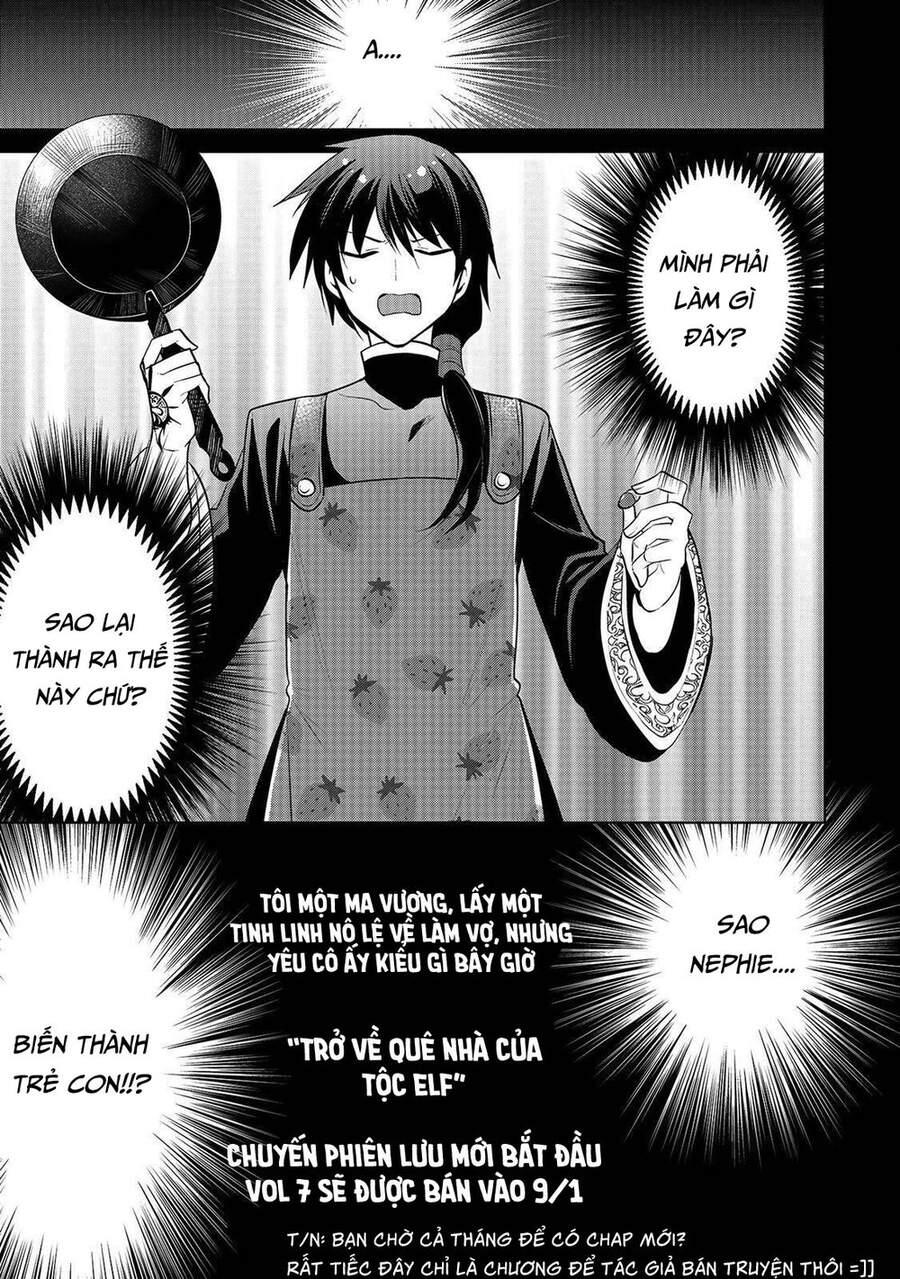 A....
MÌNH PHẢI
LÀM GÌ
ĐÂY?
SAO LẠI
THÀNH RA THẾ
NÀY CHỨ?
SAO
NEPHIE....
BIẾN THÀNH
TRẺ CON!!?
TÔI MỘT MA VƯƠNG, LẤY MỘT
TINH LINH NÔ LỆ VỀ LÀM VỢ, NHƯNG
YÊU CÔ ẤY KIỂU GÌ BÂY GIỜ
"TRỞ VỀ QUÊ NHÀ CỦA
TỘC ELF"
CHUYẾN PHIÊN LƯU MỚI BẮT ĐẦU
VOL 7 SẼ ĐƯỢC BÁN VÀO 9/1
T/N: BẠN CHỜ CẢ THÁNG ĐỂ CÓ CHAP MỚI?
RẤT TIẾC ĐÂY CHỈ LÀ CHƯƠNG ĐỂ TÁC GIẢ BÁN TRUYỆN THÔI =]]